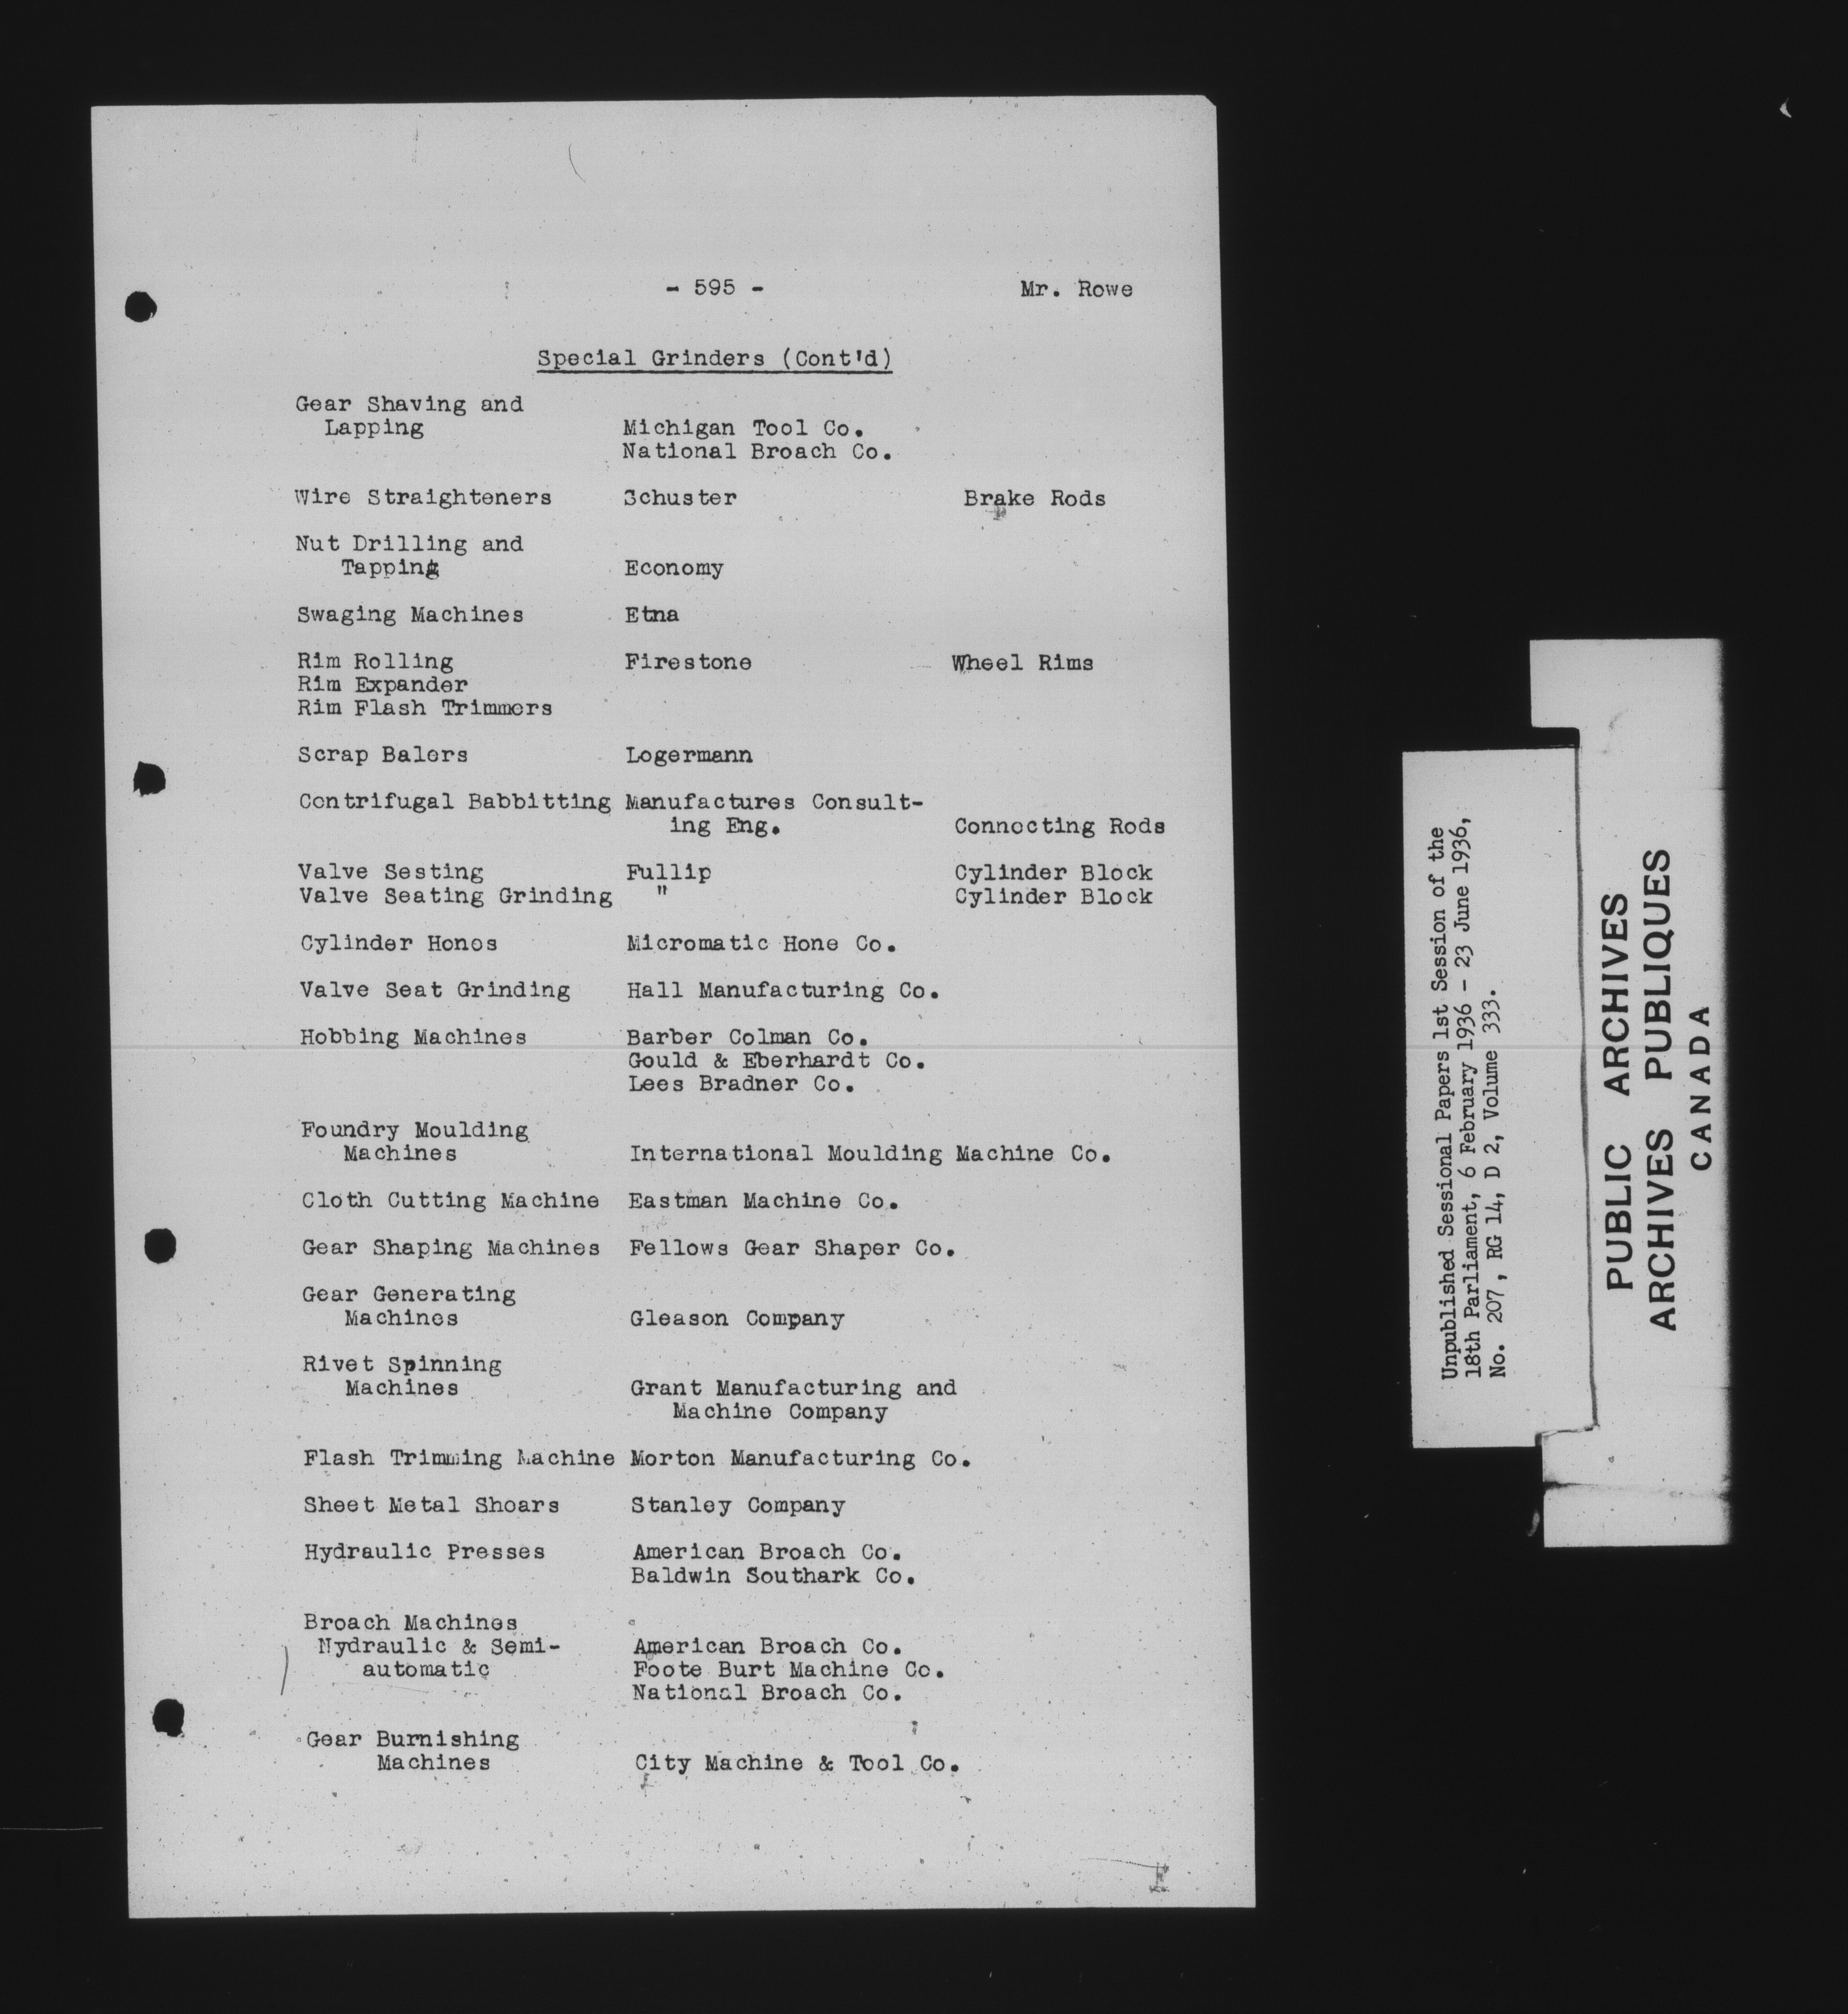 - 595 - Mr. Rowe
Special Grinders (Cont'd)
Gear Shaving and
Lapping Michigan Tool Co.
National Broach Co.
Wire Straighteners Schuster Brake Rods
Nut Drilling and
Tapping Economy
Swaging Machines Etna
Rim Rolling Firestone Wheel Rims
Rim Expander
Rim Flash Trimmers
Scrap Balers Logermann
Centrifugal Babbitting Manufactures Consult-
ing Eng. Connecting Rods
Valve Sesting Fullip Cylinder Block
Valve Seating Grinding " Cylinder Block
Cylinder Hones Micromatic Hone Co.
Valve Seat Grinding Hall Manufacturing Co.
Hobbing Machines Barber Colman Co.
Gould & Eberhardt Co.
Lees Bradner Co.
Foundry Moulding
Machines International Moulding Machine Co.
Cloth Cutting Machine Eastman Machine Co.
Gear Shaping Machines Fellows Gear Shaper Co.
Gear Generating
Machines Gleason Company
Rivet Spinning
Machines Grant Manufacturing and
Machine Company
Flash Trimming Machine Morton Manufacturing Co.
Sheet Metal Shears Stanley Company
Hydraulic Presses American Broach Co.
Baldwin Southark Co.
Broach Machines
Nydraulic & Semi- American Broach Co.
automatic Foote Burt Machine Co.
National Broach Co.
Gear Burnishing
Machines City Machine & Tool Co.
Unpublished Sessional Papers 1st Session of the
18th Parliament, 6 February 1936 - 23 June 1936,
No. 207, RG 14, D 2, Volume 333.
PUBLIC ARCHIVES
ARCHIVES PUBLIQUES
CANADA